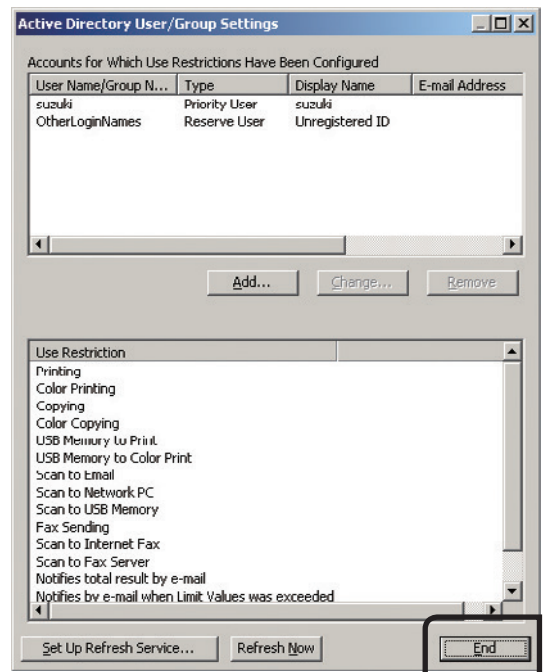 Active Directory User/Group Settings
Accounts for Which Use Restrictions Have Been Configured
User Name/Group N... Type Display Name E-mail Address
suzuki Priority User suzuki
OtherLoginNames Reserve User Unregistered ID
Add... Change... Remove
Use Restriction
Printing
Color Printing
Copying
Color Copying
USB Memory to Print
USB Memory to Color Print
Scan to Email
Scan to Network PC
Scan to USB Memory
Fax Sending
Scan to Internet Fax
Scan to Fax Server
Notifies total result by e-mail
Notifies by e-mail when Limit Values was exceeded
Set Up Refresh Service... Refresh Now End